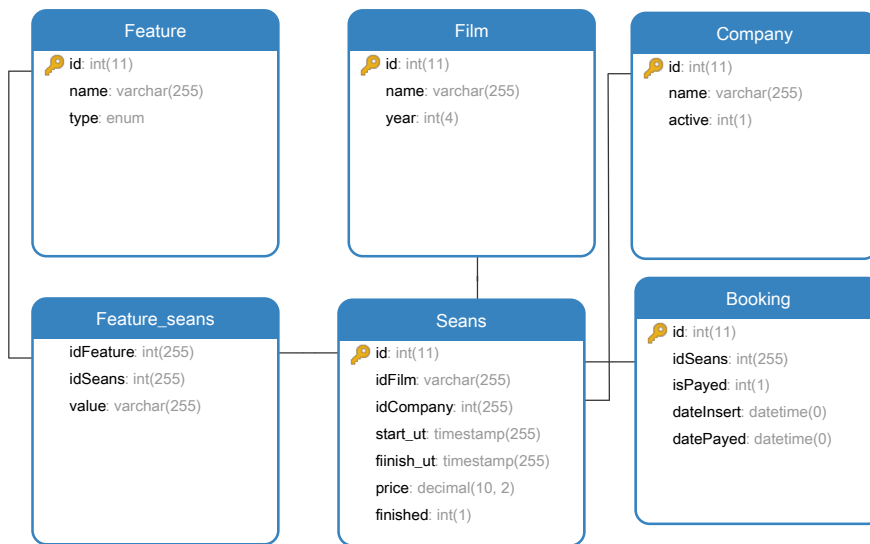 Feature
id: int(11)
name: varchar(255)
type: enum
Film
id: int(11)
name: varchar(255)
year: int(4)
Company
id: int(11)
name: varchar(255)
active: int(1)
Feature_seans
idFeature: int(255)
idSeans: int(255)
value: varchar(255)
Seans
id: int(11)
idFilm: varchar(255)
idCompany: int(255)
start_ut: timestamp(255)
fiinish_ut: timestamp(255)
price: decimal(10, 2)
finished: int(1)
Booking
id: int(11)
idSeans: int(255)
isPayed: int(1)
dateInsert: datetime(0)
datePayed: datetime(0)